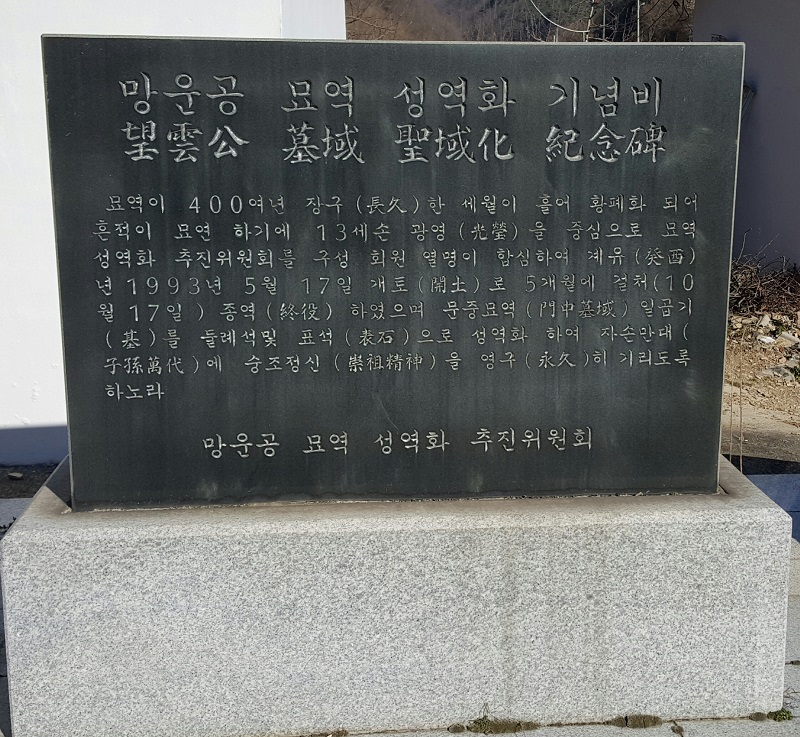 망운공 묘역 성역화 기념비
望雲公 墓域 聖域化 紀念碑
묘역이 400여년 장구(長久)한 세월이 흘어 황폐화 되어
흔적이 묘연 하기에 13세손 광영(光瑩)을 중심으로 묘역
성역화 추진위원회를 구성 회원 열명이 합심하여 계유(癸酉)
년1993년 5월 17일 개토(開土)로 5개월에 걸처(10
월17일) 종역(終役) 하였으며 문중묘역(門中墓域)일곱기
(基)를 둘레석및 표석(表石)으로 성역화 하여 자손만대(
子孫萬代)에 숭조정신(崇祖精神)을 영구(永久)히 기리도록
하노라
망운공 묘역 성역화 추진위원회